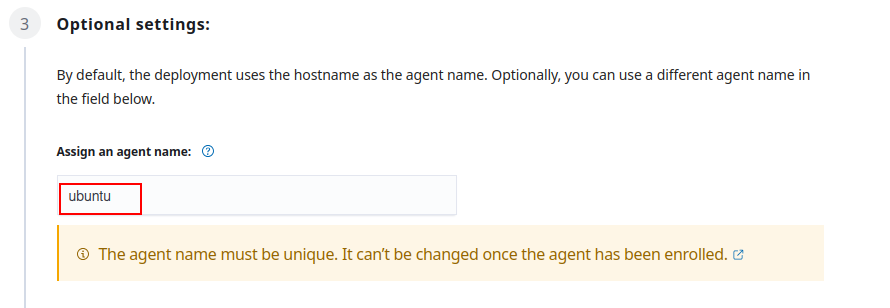 3
Optional settings:
By default, the deployment uses the hostname as the agent name. Optionally, you can use a different agent name in
the field below.
Assign an agent name: ?
ubuntu
The agent name must be unique. It can’t be changed once the agent has been enrolled.